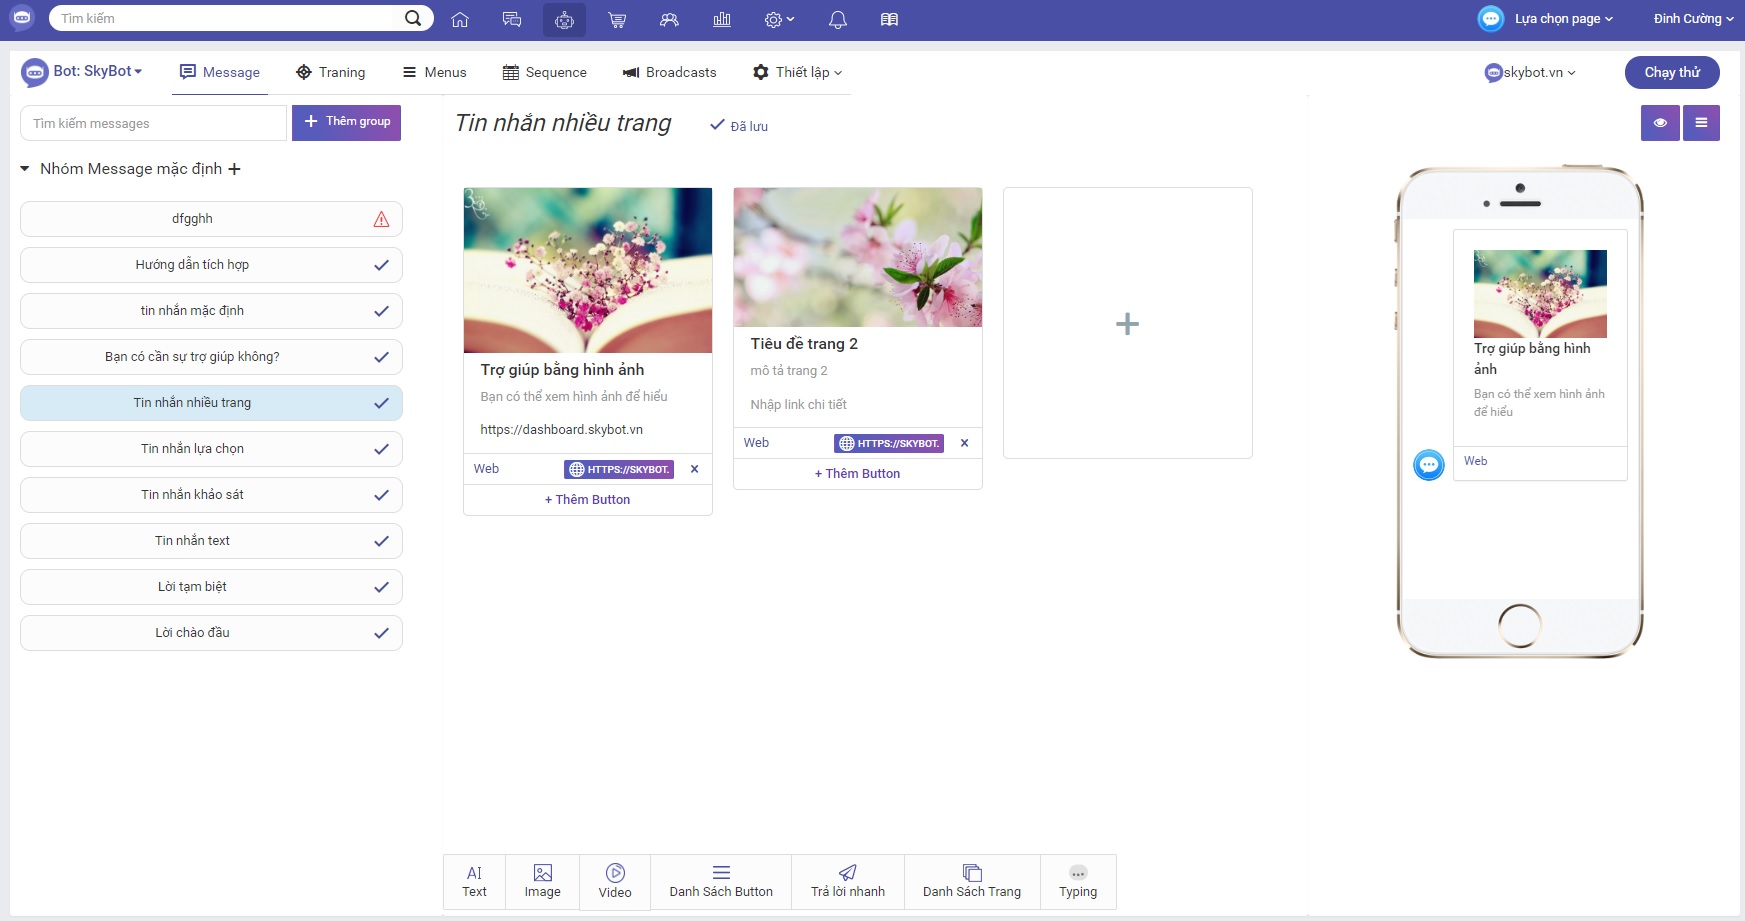 Tìm kiếm
Lựa chọn page
Đinh Cường
Bot: SkyBot
Message
Traning
Menus
Sequence
Broadcasts
Thiết lập
skybot.vn
Chạy thử
Tìm kiếm messages
+ Thêm group
Nhóm Message mặc định +
dfgghh
Hướng dẫn tích hợp
tin nhắn mặc định
Bạn có cần sự trợ giúp không?
Tin nhắn nhiều trang
Tin nhắn lựa chọn
Tin nhắn khảo sát
Tin nhắn text
Lời tạm biệt
Lời chào đầu
Tin nhắn nhiều trang
Đã lưu
Trợ giúp bằng hình ảnh
Bạn có thể xem hình ảnh để hiểu
https://dashboard.skybot.vn
Web
HTTPS://SKYBOT.
×
+ Thêm Button
Tiêu đề trang 2
mô tả trang 2
Nhập link chi tiết
Web
HTTPS://SKYBOT.
×
+ Thêm Button
+
Trợ giúp bằng hình
ảnh
Bạn có thể xem hình ảnh
để hiểu
Web
AI
Text
Image
Video
Danh Sách Button
Trả lời nhanh
Danh Sách Trang
Typing